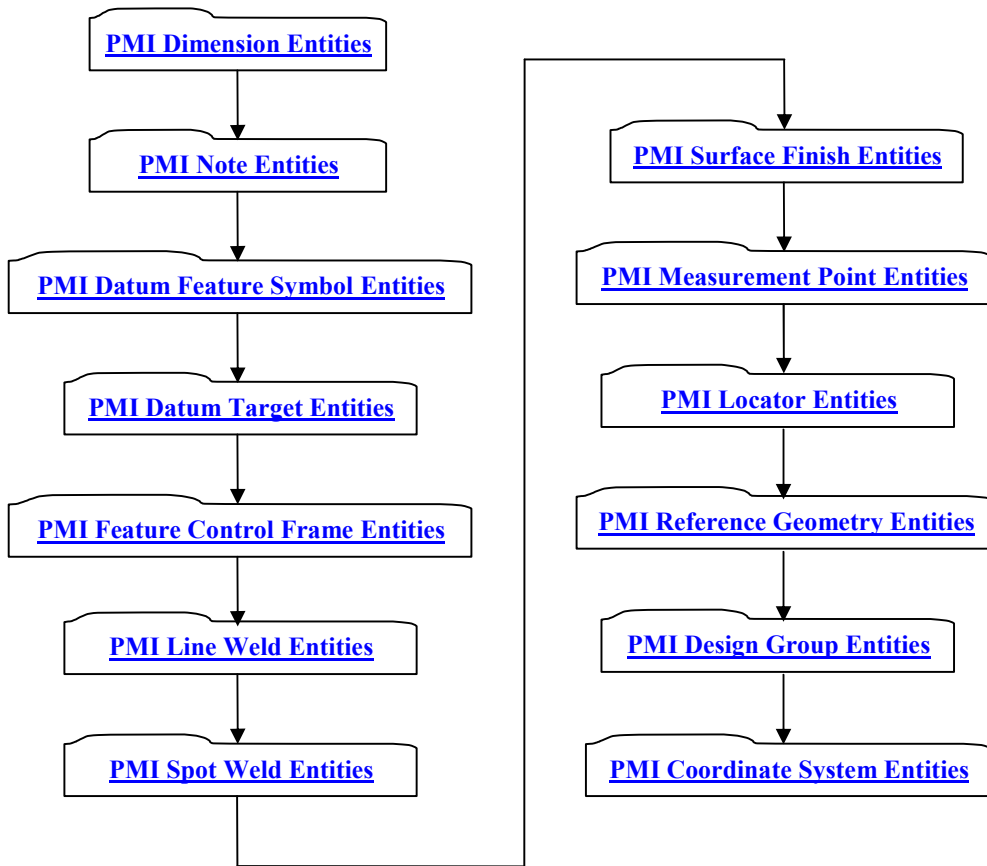 PMI Dimension Entities
PMI Note Entities
PMI Datum Feature Symbol Entities
PMI Datum Target Entities
PMI Feature Control Frame Entities
PMI Line Weld Entities
PMI Spot Weld Entities
PMI Surface Finish Entities
PMI Measurement Point Entities
PMI Locator Entities
PMI Reference Geometry Entities
PMI Design Group Entities
PMI Coordinate System Entities